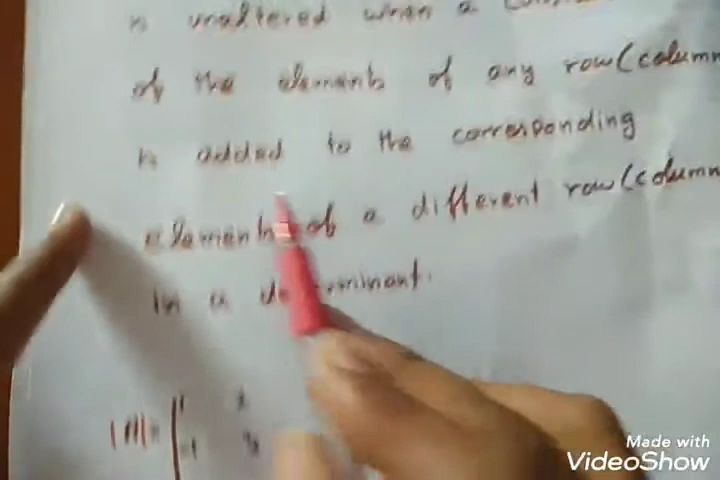 is unaltered when a
of the elements of any row(column
is added to the corresponding
elements of a different row(column
in a determinant.
|M|=
Made with
VideoShow